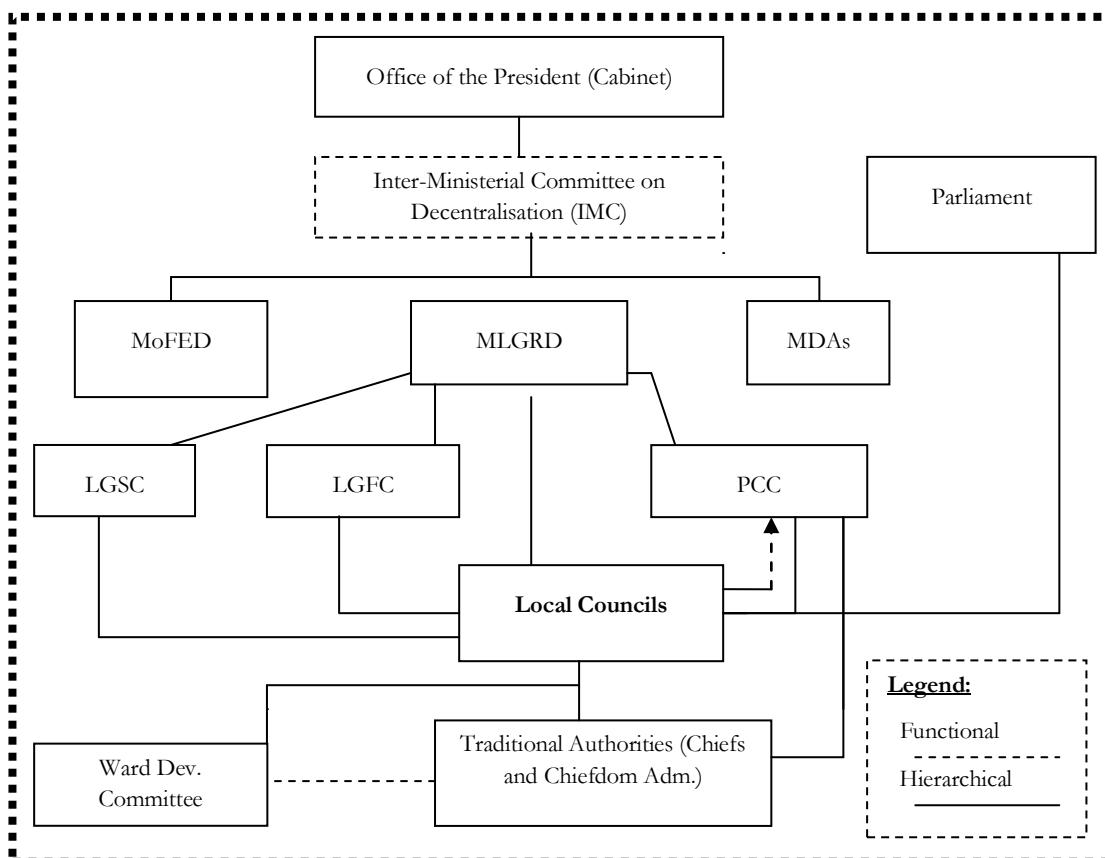 Office of the President (Cabinet)
Inter-Ministerial Committee on
Decentralisation (IMC)
Parliament
MoFED
MLGRD
MDAs
LGSC
LGFC
PCC
Local Councils
Legend:
Functional
Hierarchical
Traditional Authorities (Chiefs
and Chiefdom Adm.)
Ward Dev.
Committee